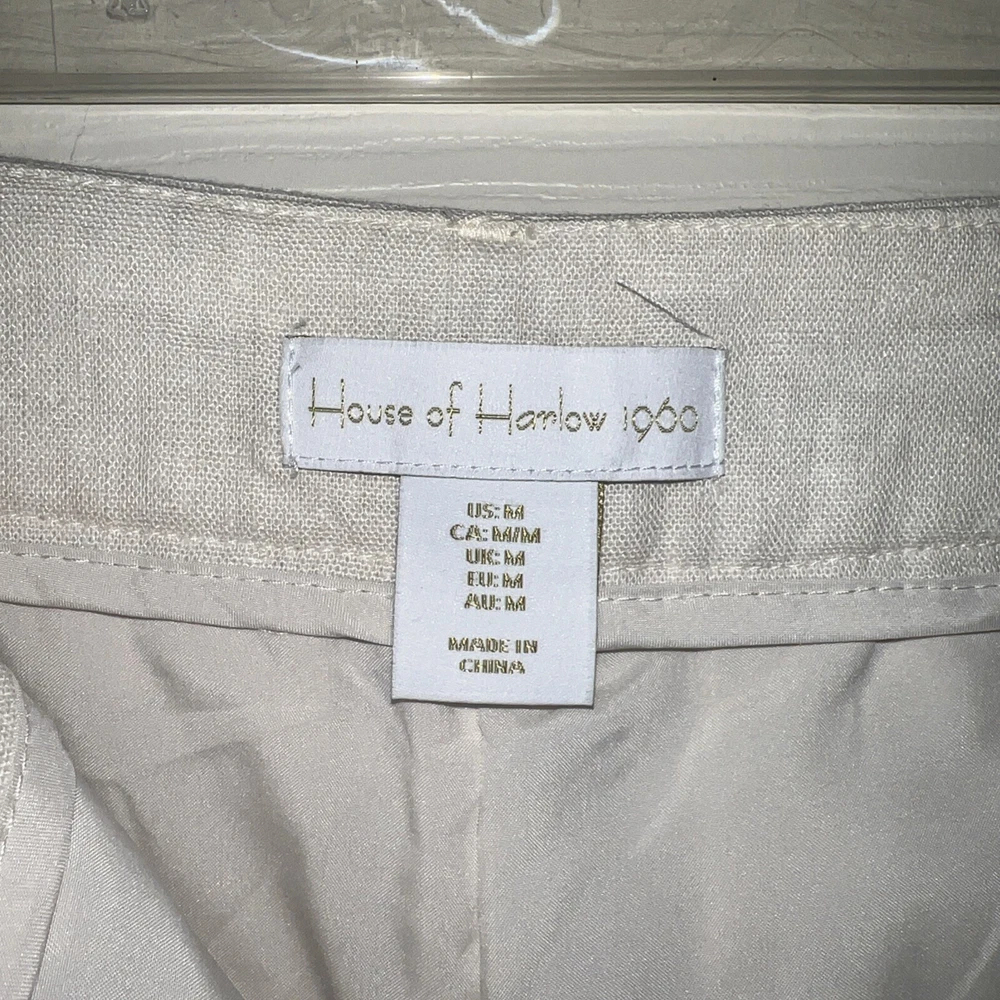 House of Harlow 1960
US: M
CA: M/M
UK: M
EU: M
AU: M
MADE IN
CHINA